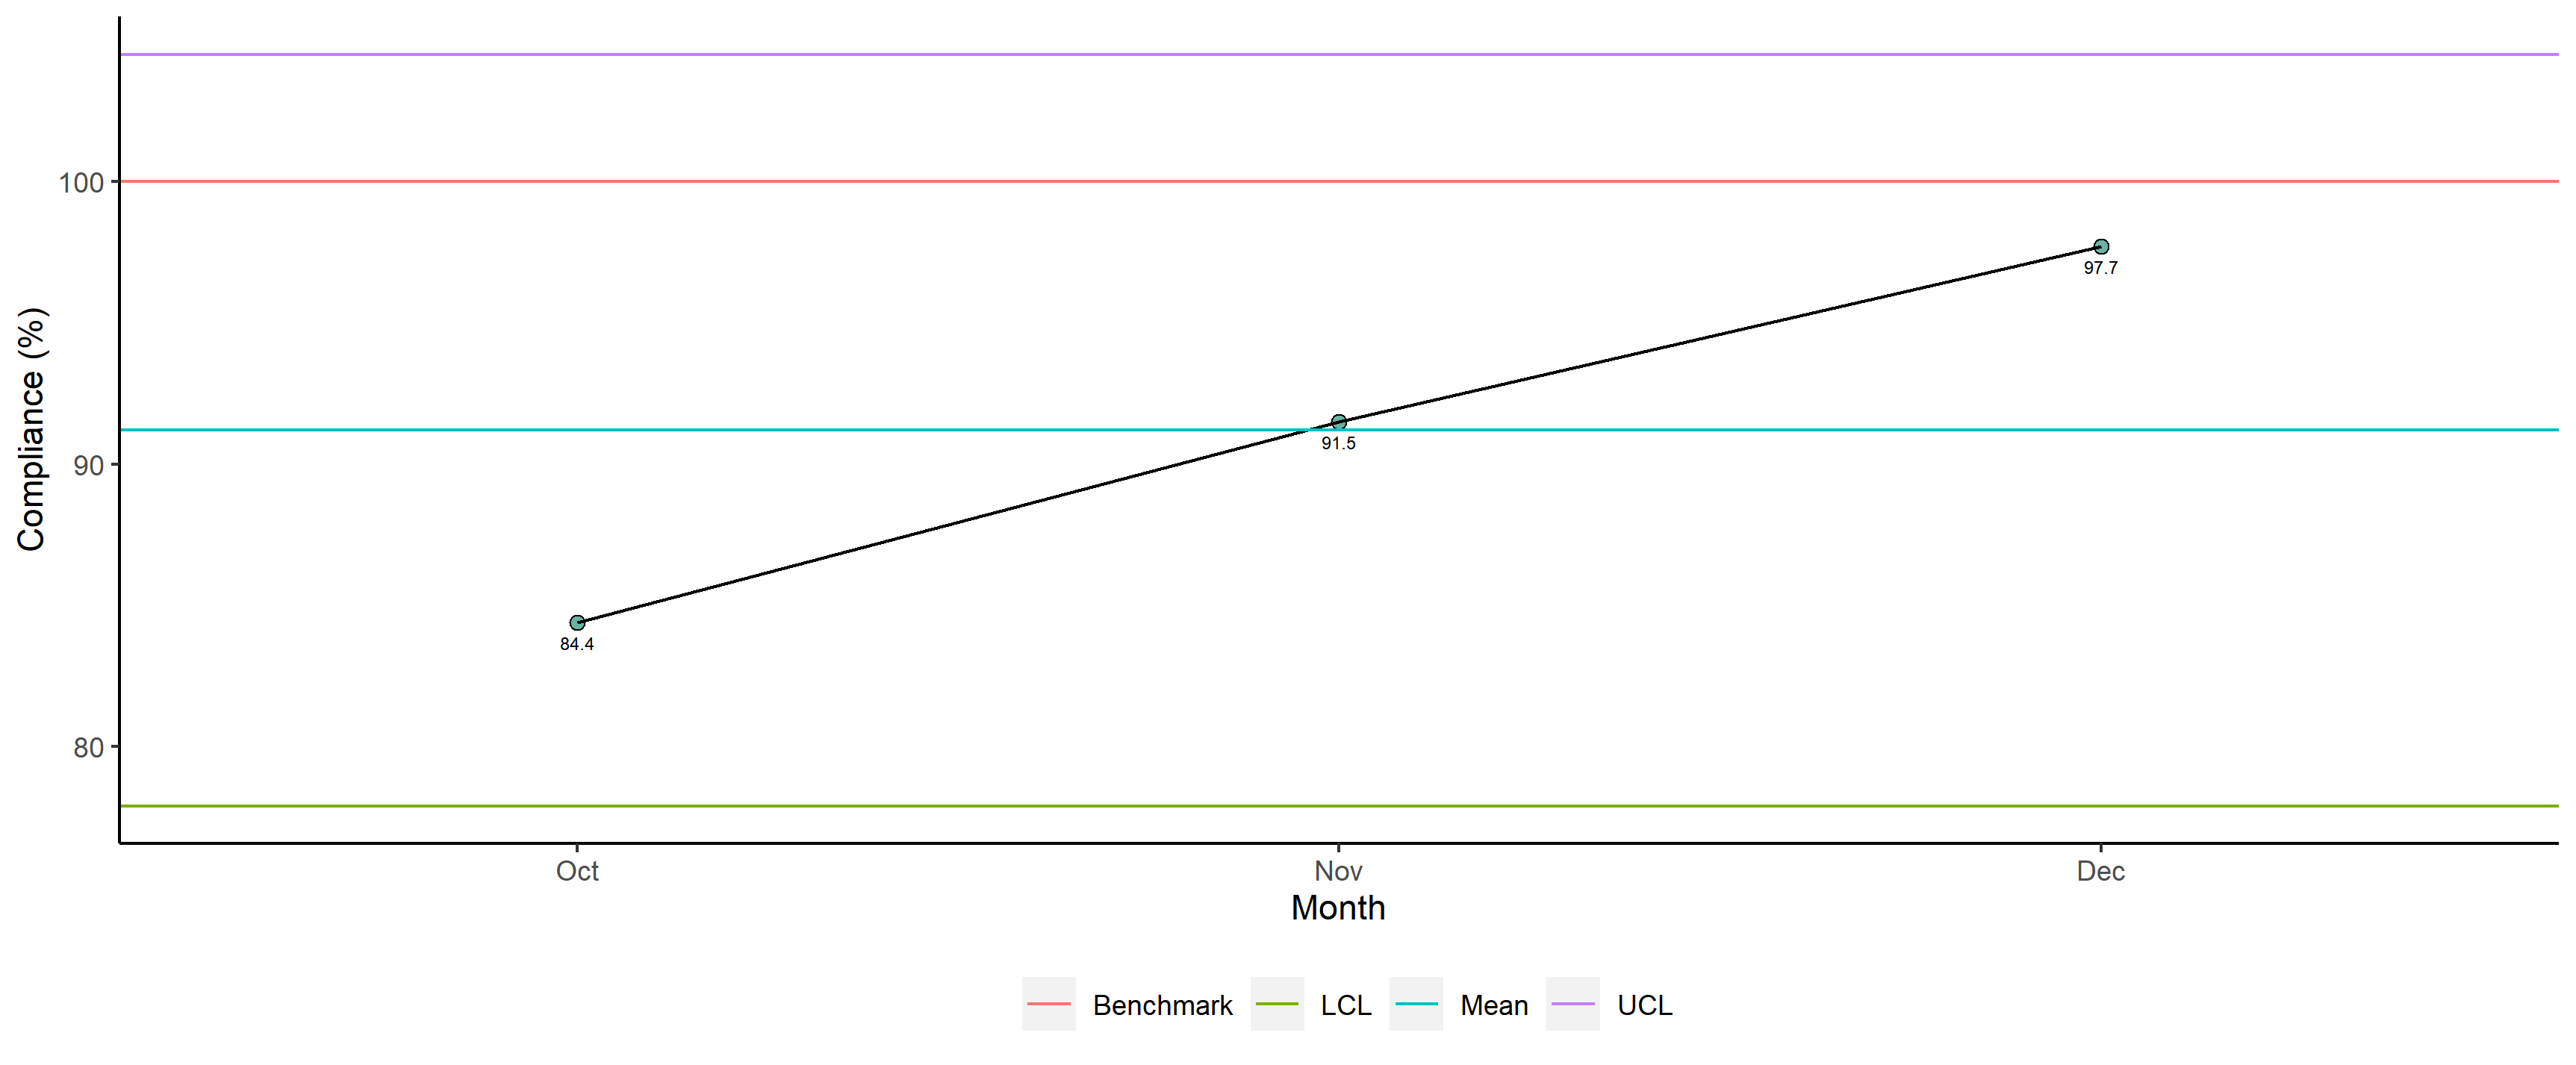 Compliance (%)
100
90
80
97.7
91.5
84.4
Oct Nov Dec
Month
Benchmark LCL Mean UCL